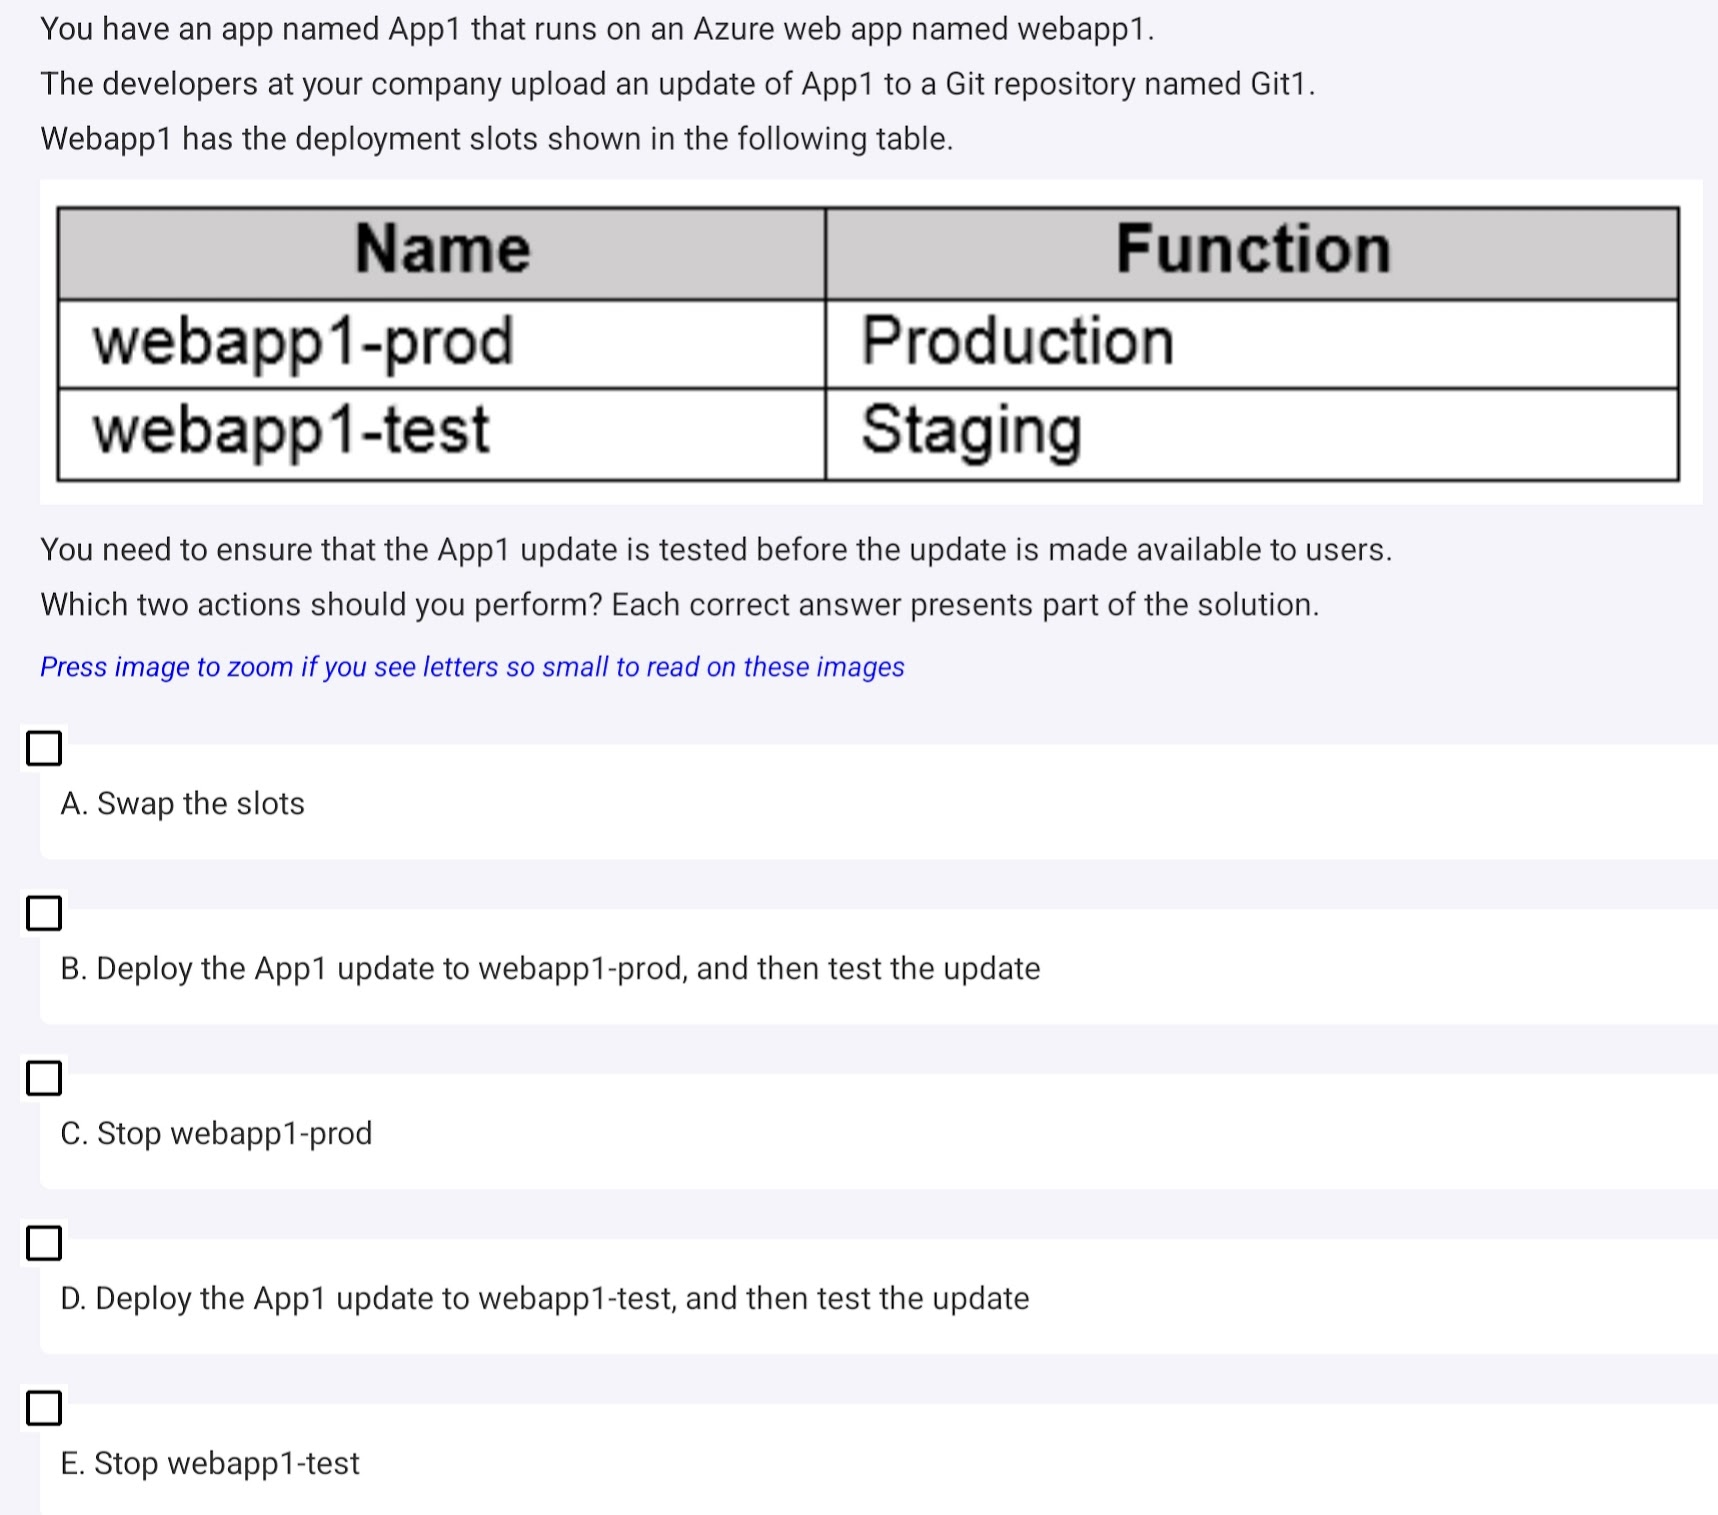 You have an app named App1 that runs on an Azure web app named webapp1.
The developers at your company upload an update of App1 to a Git repository named Git1.
Webapp1 has the deployment slots shown in the following table.
Name Function
webapp1-prod Production
webapp1-test Staging
You need to ensure that the App1 update is tested before the update is made available to users.
Which two actions should you perform? Each correct answer presents part of the solution.
Press image to zoom if you see letters so small to read on these images
A. Swap the slots
B. Deploy the App1 update to webapp1-prod, and then test the update
C. Stop webapp1-prod
D. Deploy the App1 update to webapp1-test, and then test the update
E. Stop webapp1-test